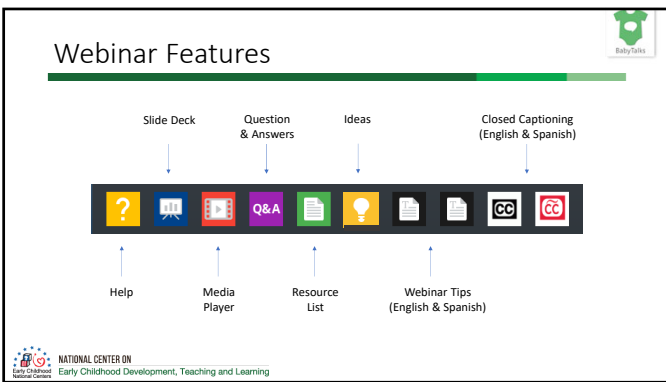 Webinar Features
BabyTalks
Slide Deck
Question
& Answers
Ideas
Closed Captioning
(English & Spanish)
?
Q&A
CC
CC
Help
Media
Player
Resource
List
Webinar Tips
(English & Spanish)
Early Childhood
National Centers
NATIONAL CENTER ON
Early Childhood Development, Teaching and Learning